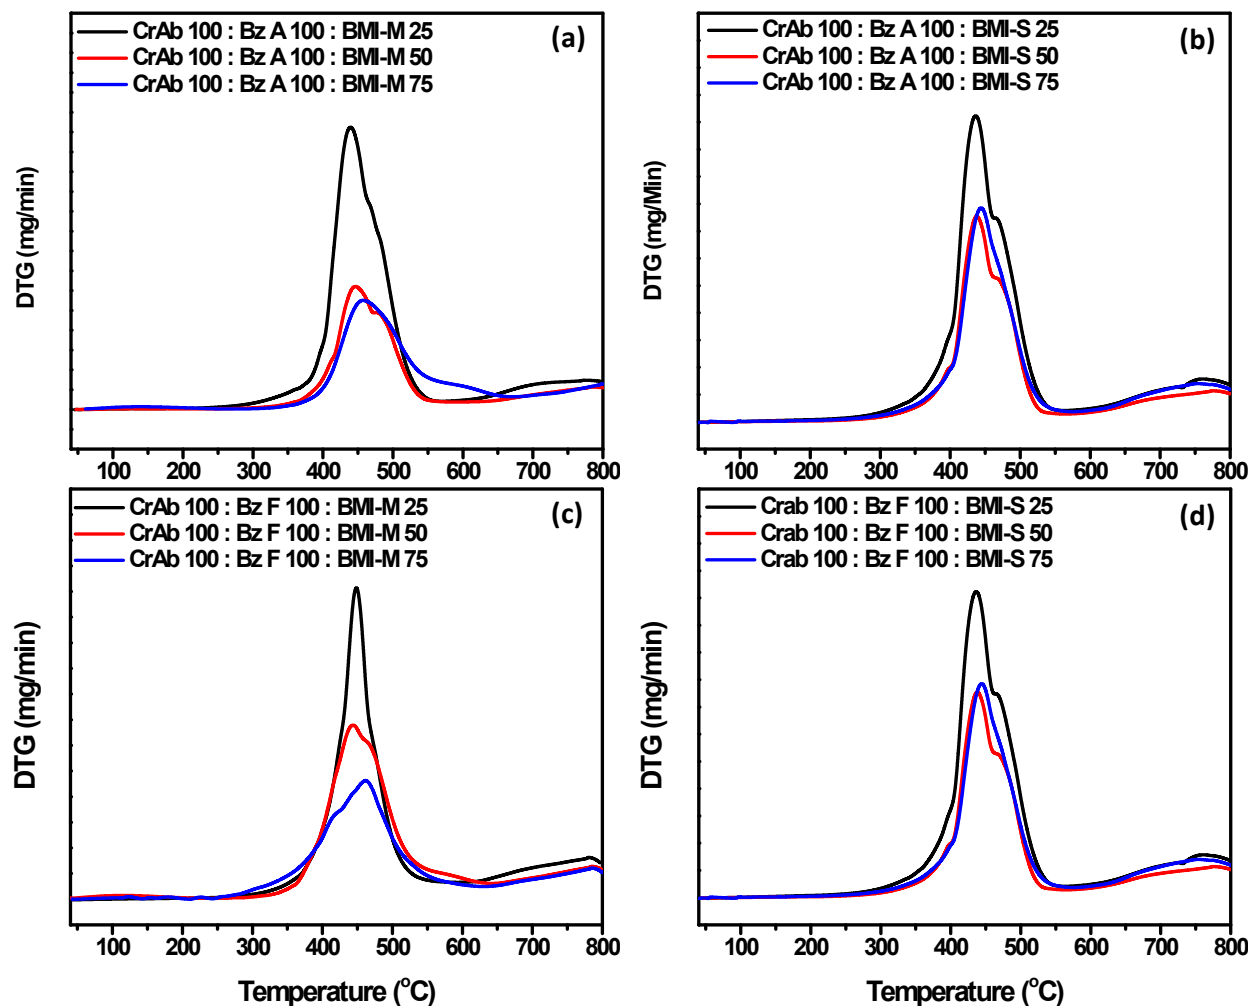 CrAb 100 : Bz A 100 : BMI-M 25
CrAb 100 : Bz A 100 : BMI-M 50
CrAb 100 : Bz A 100 : BMI-M 75
(a)
DTG (mg/min)
100 200 300 400 500 600 700 800
CrAb 100 : Bz A 100 : BMI-S 25
CrAb 100 : Bz A 100 : BMI-S 50
CrAb 100 : Bz A 100 : BMI-S 75
(b)
DTG (mg/Min)
100 200 300 400 500 600 700 800
CrAb 100 : Bz F 100 : BMI-M 25
CrAb 100 : Bz F 100 : BMI-M 50
CrAb 100 : Bz F 100 : BMI-M 75
(c)
DTG (mg/min)
100 200 300 400 500 600 700 800
Temperature (°C)
Crab 100 : Bz F 100 : BMI-S 25
Crab 100 : Bz F 100 : BMI-S 50
Crab 100 : Bz F 100 : BMI-S 75
(d)
DTG (mg/min)
100 200 300 400 500 600 700 800
Temperature (°C)